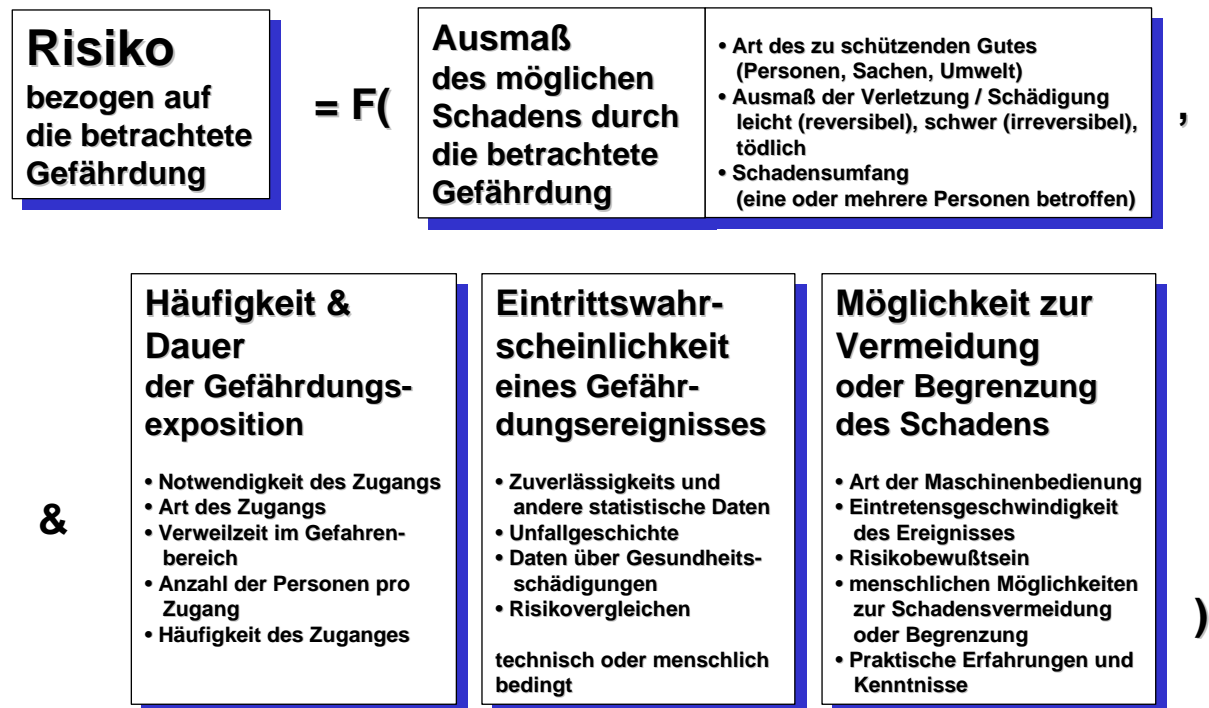 Risiko
bezogen auf
die betrachtete
Gefährdung
= F(
Ausmaß
des möglichen
Schadens durch
die betrachtete
Gefährdung
• Art des zu schützenden Gutes
(Personen, Sachen, Umwelt)
• Ausmaß der Verletzung / Schädigung
leicht (reversibel), schwer (irreversibel),
tödlich
• Schadensumfang
(eine oder mehrere Personen betroffen)
,
&
Häufigkeit &
Dauer
der Gefährdungs-
exposition
• Notwendigkeit des Zugangs
• Art des Zugangs
• Verweilzeit im Gefahren-
bereich
• Anzahl der Personen pro
Zugang
• Häufigkeit des Zuganges
Eintrittswahr-
scheinlichkeit
eines Gefähr-
dungsereignisses
• Zuverlässigkeits und
andere statistische Daten
• Unfallgeschichte
• Daten über Gesundheits-
schädigungen
• Risikovergleichen
technisch oder menschlich
bedingt
Möglichkeit zur
Vermeidung
oder Begrenzung
des Schadens
• Art der Maschinenbedienung
• Eintretensgeschwindigkeit
des Ereignisses
• Risikobewußtsein
• menschlichen Möglichkeiten
zur Schadensvermeidung
oder Begrenzung
• Praktische Erfahrungen und
Kenntnisse
)